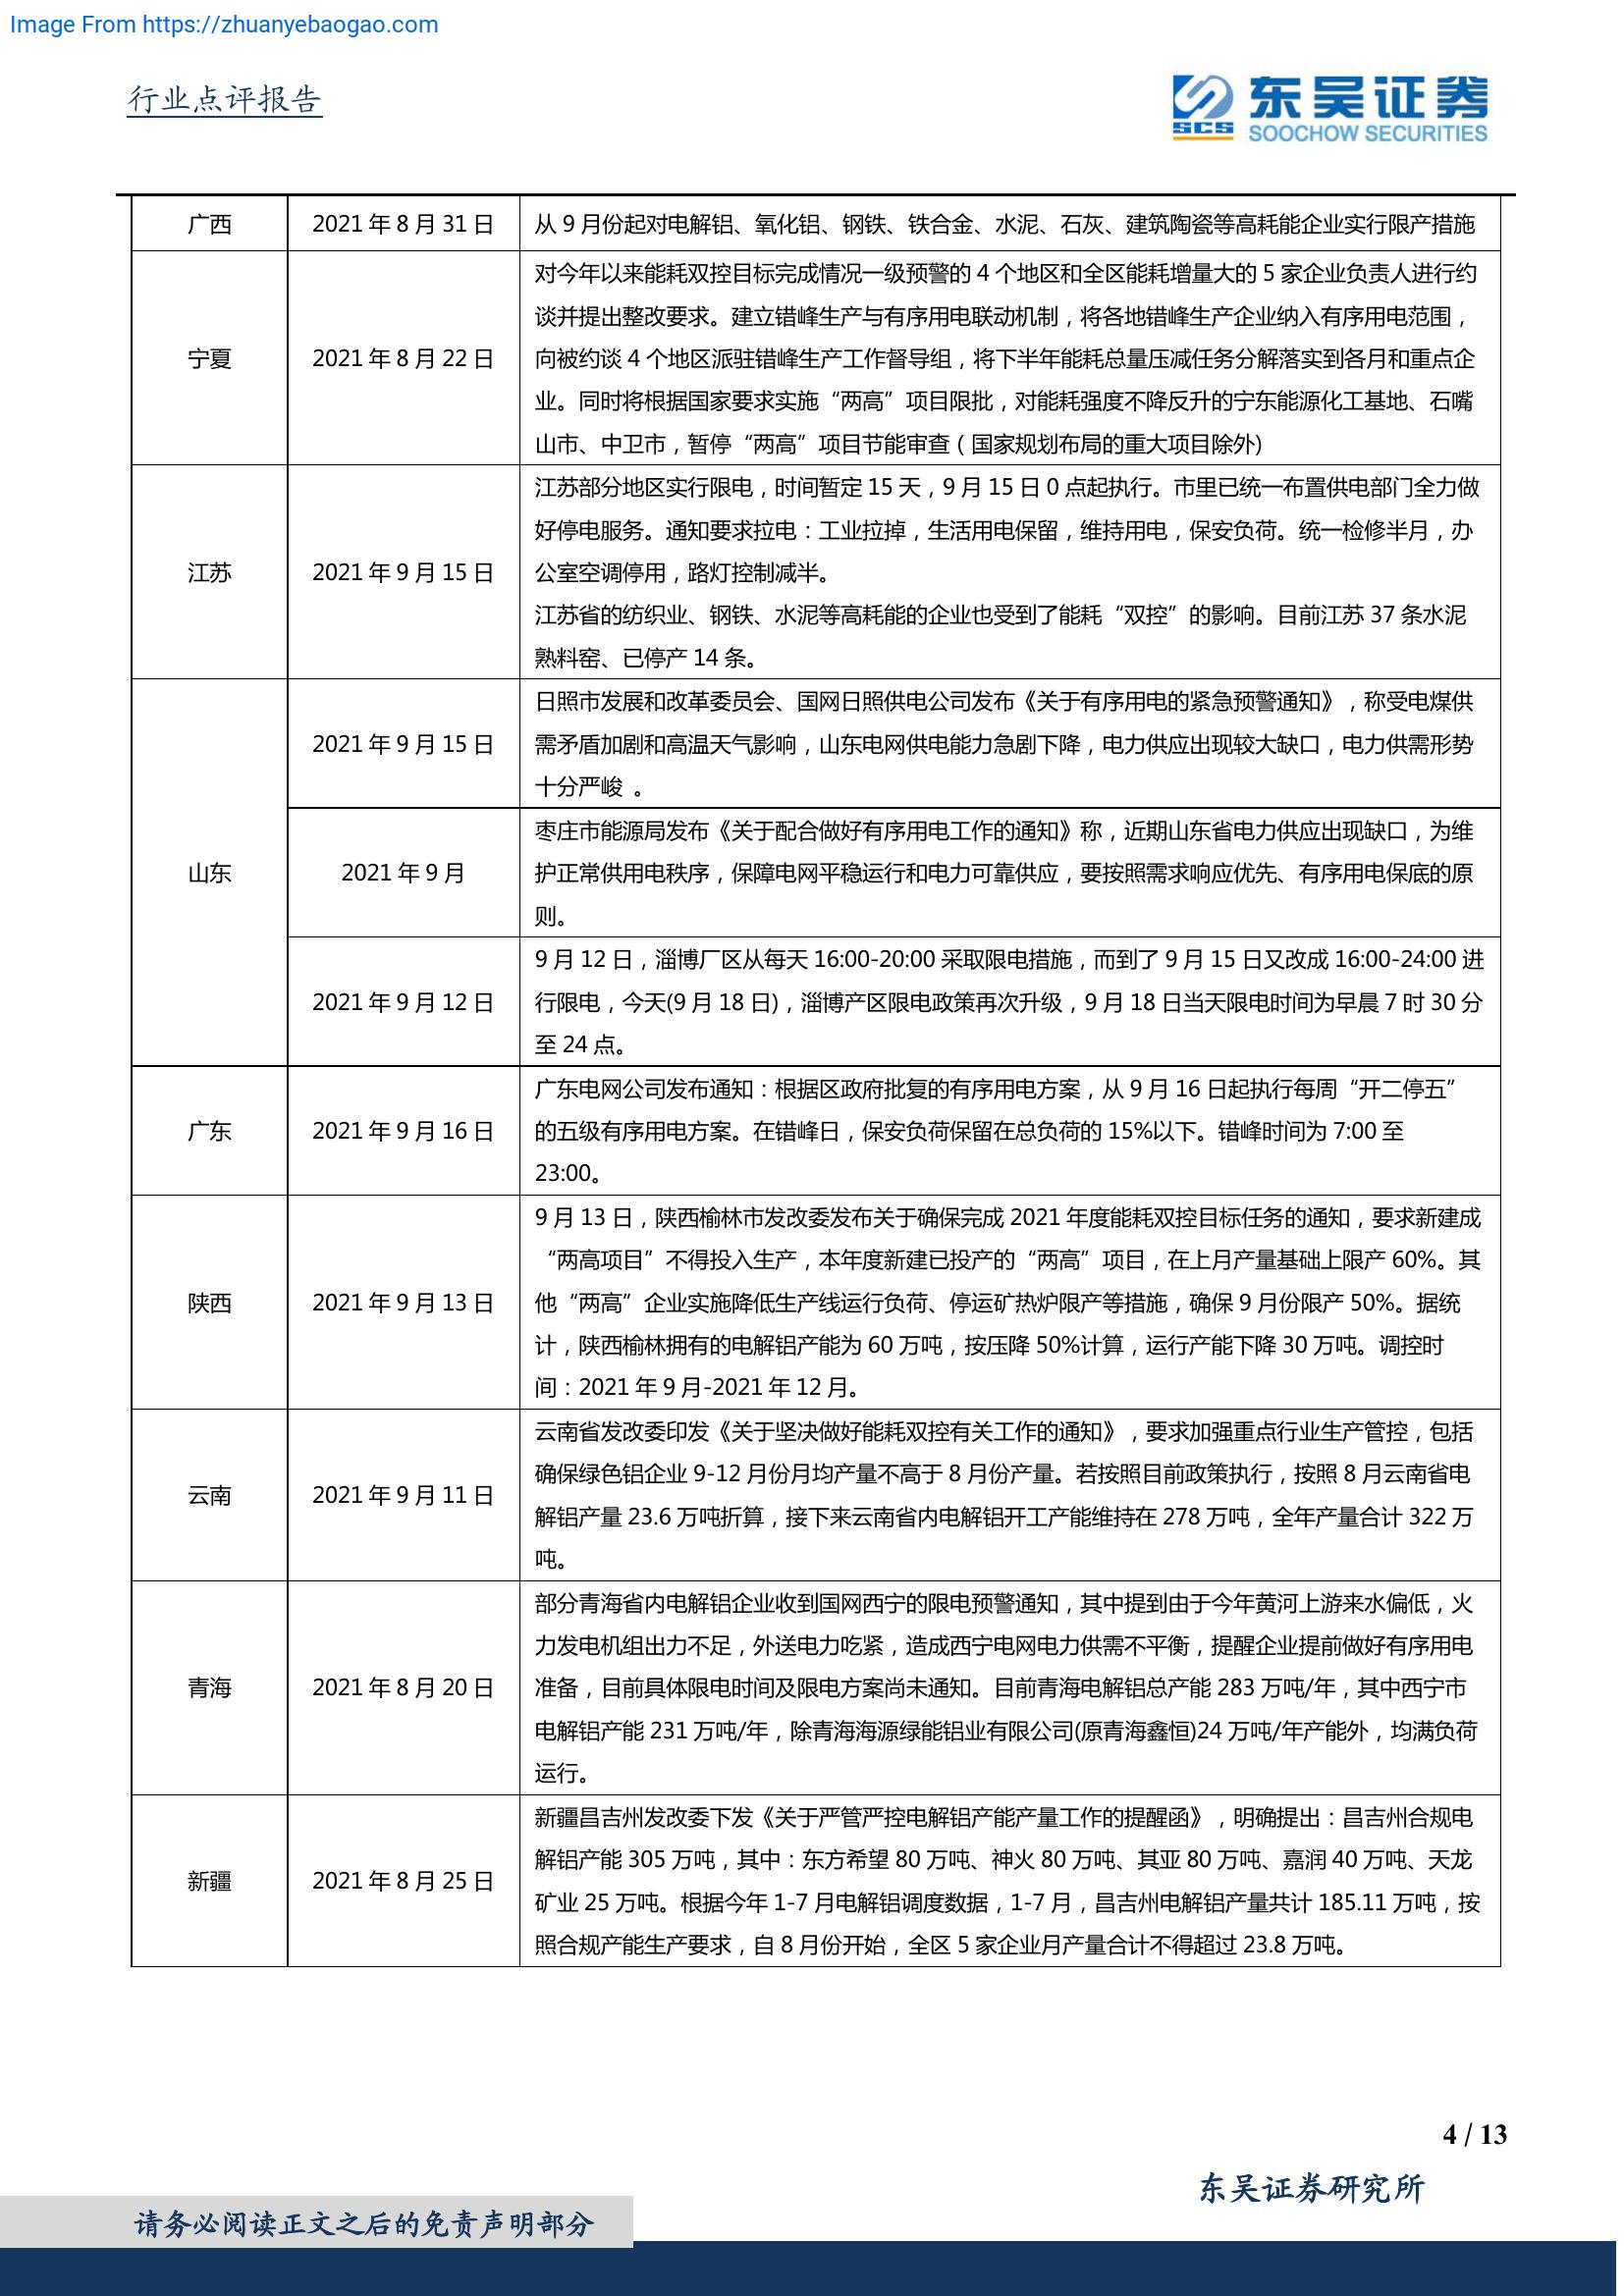 Image From https://zhuanyebaogao.com
行业点评报告
东吴证券
SCS
SOOCHOW SECURITIES
广西
2021 年 8 月 31 日
从 9 月份起对电解铝、氧化铝、钢铁、铁合金、水泥、石灰、建筑陶瓷等高耗能企业实行限产措施
宁夏
2021 年 8 月 22 日
对今年以来能耗双控目标完成情况一级预警的 4 个地区和全区能耗增量大的 5 家企业负责人进行约
谈并提出整改要求。建立错峰生产与有序用电联动机制，将各地错峰生产企业纳入有序用电范围，
向被约谈 4 个地区派驻错峰生产工作督导组，将下半年能耗总量压减任务分解落实到各月和重点企
业。同时将根据国家要求实施“两高”项目限批，对能耗强度不降反升的宁东能源化工基地、石嘴
山市、中卫市，暂停“两高”项目节能审查（国家规划布局的重大项目除外)
江苏
2021 年 9 月 15 日
江苏部分地区实行限电，时间暂定 15 天，9 月 15 日 0 点起执行。市里已统一布置供电部门全力做
好停电服务。通知要求拉电：工业拉掉，生活用电保留，维持用电，保安负荷。统一检修半月，办
公室空调停用，路灯控制减半。
江苏省的纺织业、钢铁、水泥等高耗能的企业也受到了能耗“双控”的影响。目前江苏 37 条水泥
熟料窑、已停产 14 条。
山东
2021 年 9 月 15 日
日照市发展和改革委员会、国网日照供电公司发布《关于有序用电的紧急预警通知》，称受电煤供
需矛盾加剧和高温天气影响，山东电网供电能力急剧下降，电力供应出现较大缺口，电力供需形势
十分严峻 。
2021 年 9 月
枣庄市能源局发布《关于配合做好有序用电工作的通知》称，近期山东省电力供应出现缺口，为维
护正常供用电秩序，保障电网平稳运行和电力可靠供应，要按照需求响应优先、有序用电保底的原
则。
2021 年 9 月 12 日
9 月 12 日，淄博厂区从每天 16:00-20:00 采取限电措施，而到了 9 月 15 日又改成 16:00-24:00 进
行限电，今天(9 月 18 日)，淄博产区限电政策再次升级，9 月 18 日当天限电时间为早晨 7 时 30 分
至 24 点。
广东
2021 年 9 月 16 日
广东电网公司发布通知：根据区政府批复的有序用电方案，从 9 月 16 日起执行每周“开二停五”
的五级有序用电方案。在错峰日，保安负荷保留在总负荷的 15%以下。错峰时间为 7:00 至
23:00。
陕西
2021 年 9 月 13 日
9 月 13 日，陕西榆林市发改委发布关于确保完成 2021 年度能耗双控目标任务的通知，要求新建成
“两高项目”不得投入生产，本年度新建已投产的“两高”项目，在上月产量基础上限产 60%。其
他“两高”企业实施降低生产线运行负荷、停运矿热炉限产等措施，确保 9 月份限产 50%。据统
计，陕西榆林拥有的电解铝产能为 60 万吨，按压降 50%计算，运行产能下降 30 万吨。调控时
间：2021 年 9 月-2021 年 12 月。
云南
2021 年 9 月 11 日
云南省发改委印发《关于坚决做好能耗双控有关工作的通知》，要求加强重点行业生产管控，包括
确保绿色铝企业 9-12 月份月均产量不高于 8 月份产量。若按照目前政策执行，按照 8 月云南省电
解铝产量 23.6 万吨折算，接下来云南省内电解铝开工产能维持在 278 万吨，全年产量合计 322 万
吨。
青海
2021 年 8 月 20 日
部分青海省内电解铝企业收到国网西宁的限电预警通知，其中提到由于今年黄河上游来水偏低，火
力发电机组出力不足，外送电力吃紧，造成西宁电网电力供需不平衡，提醒企业提前做好有序用电
准备，目前具体限电时间及限电方案尚未通知。目前青海电解铝总产能 283 万吨/年，其中西宁市
电解铝产能 231 万吨/年，除青海海源绿能铝业有限公司(原青海鑫恒)24 万吨/年产能外，均满负荷
运行。
新疆
2021 年 8 月 25 日
新疆昌吉州发改委下发《关于严管严控电解铝产能产量工作的提醒函》，明确提出：昌吉州合规电
解铝产能 305 万吨，其中：东方希望 80 万吨、神火 80 万吨、其亚 80 万吨、嘉润 40 万吨、天龙
矿业 25 万吨。根据今年 1-7 月电解铝调度数据，1-7 月，昌吉州电解铝产量共计 185.11 万吨，按
照合规产能生产要求，自 8 月份开始，全区 5 家企业月产量合计不得超过 23.8 万吨。
4 / 13
东吴证券研究所
请务必阅读正文之后的免责声明部分